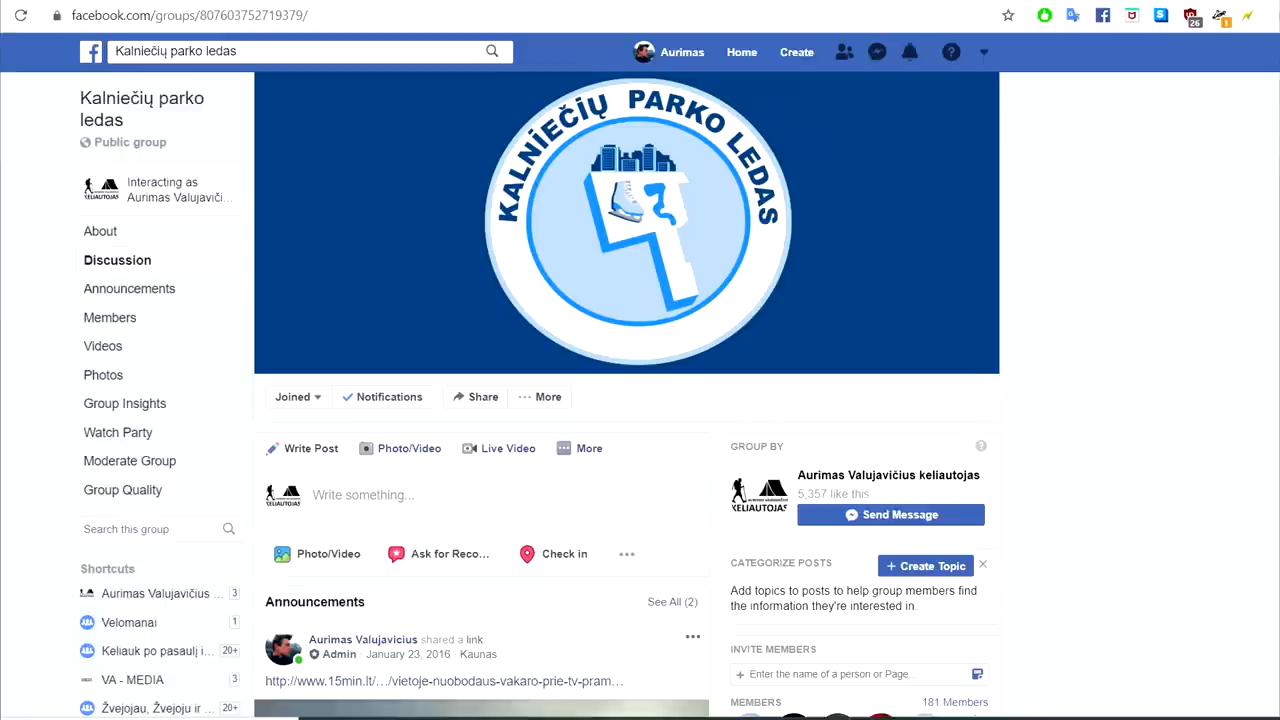 facebook.com/groups/807603752719379/
26
1
Kalniečių parko ledas
Aurimas
Home
Create
Kalniečių parko
ledas
Public group
Interacting as
Aurimas Valujaviči...
About
Discussion
Announcements
Members
Videos
Photos
Group Insights
Watch Party
Moderate Group
Group Quality
Search this group
Shortcuts
Aurimas Valujavičius ... 3
Velomanai 1
Keliauk po pasaulį i... 20+
VA - MEDIA 3
Žvejojau, Žvejoju ir ... 20+
KALNIEČIŲ PARKO LEDAS
Joined
Notifications
Share
More
Write Post
Photo/Video
Live Video
More
KELIAUTOJAS
Write something...
Photo/Video
Ask for Reco...
Check in
Announcements
See All (2)
Aurimas Valujavicius shared a link
Admin · January 23, 2016 · Kaunas
http://www.15min.lt/.../vietoje-nuobodaus-vakaro-prie-tv-pram...
GROUP BY
KELIAUTOJAS
Aurimas Valujavičius keliautojas
5,357 like this
Send Message
CATEGORIZE POSTS
+ Create Topic
Add topics to posts to help group members find
the information they're interested in.
INVITE MEMBERS
+ Enter the name of a person or Page...
MEMBERS
181 Members